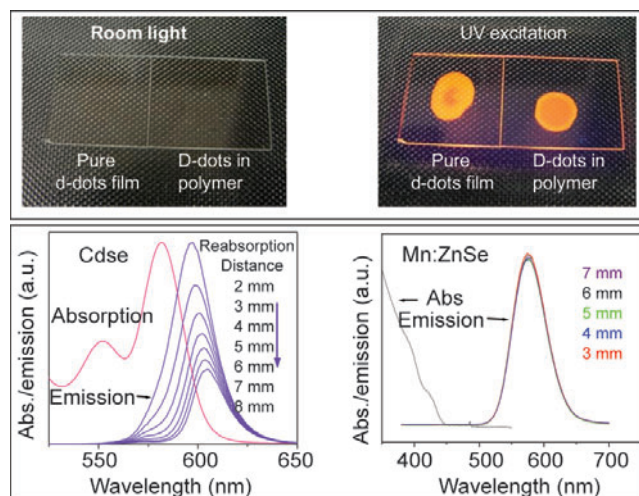 Room light
Pure
d-dots film
D-dots in
polymer
UV excitation
Pure
d-dots film
D-dots in
polymer
Abs./emission (a.u.)
Cdse
Absorption
Emission
Reabsorption
Distance
2 mm
3 mm
4 mm
5 mm
6 mm
7 mm
8 mm
550
600
650
Wavelength (nm)
Abs./emission (a.u.)
Mn:ZnSe
Abs
Emission
7 mm
6 mm
5 mm
4 mm
3 mm
400
500
600
700
Wavelength (nm)